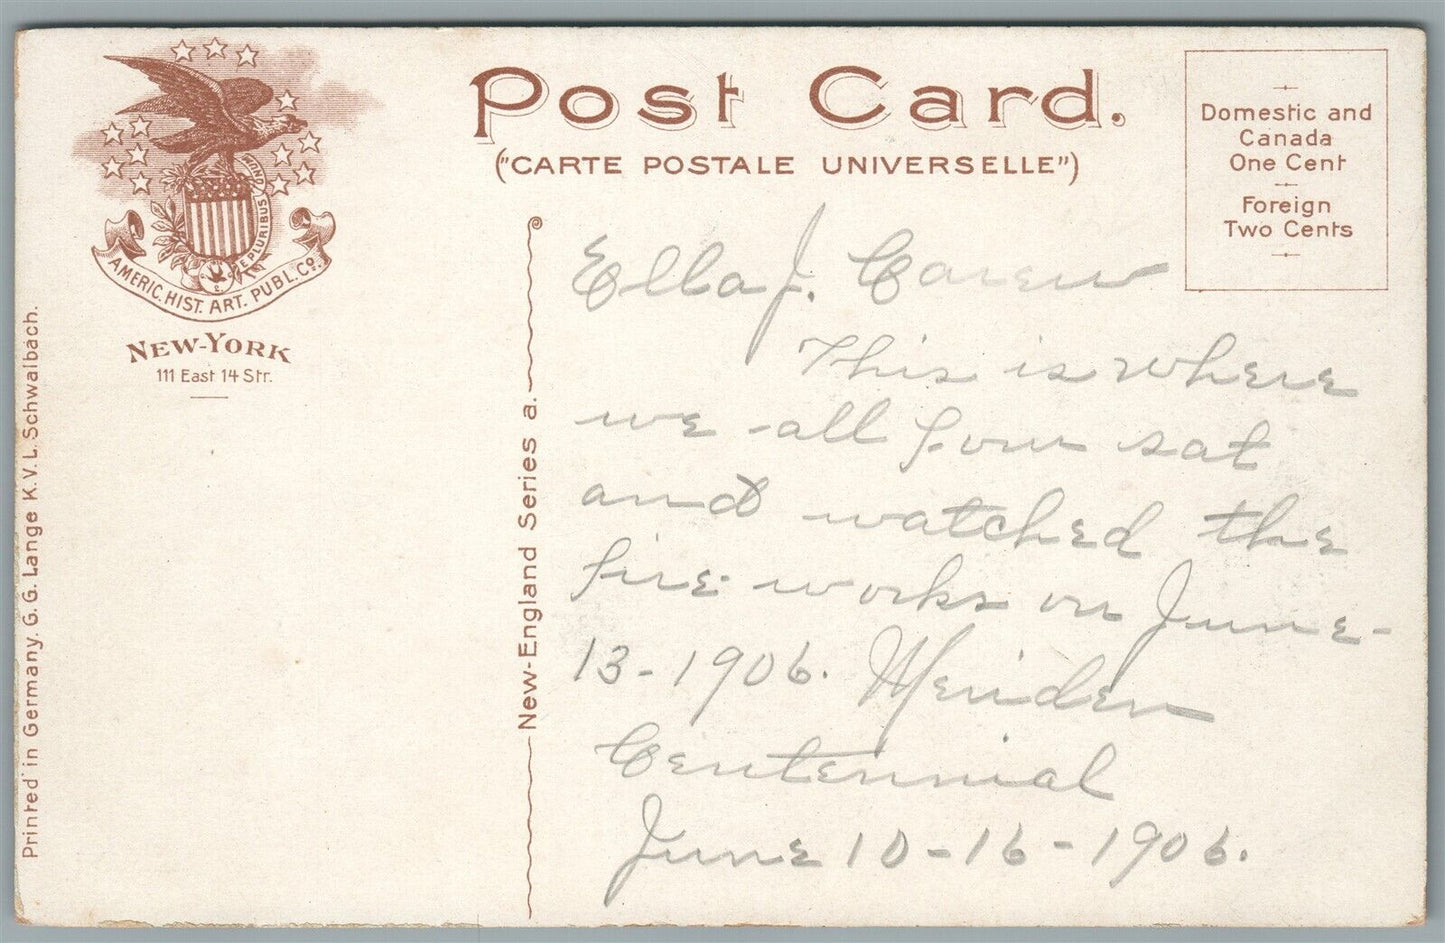 Post Card.
("CARTE POSTALE UNIVERSELLE")
Domestic and
Canada
One Cent
Foreign
Two Cents
E PLURIBUS UNUM
AMERIC. HIST. ART. PUBL. Co.
NEW-YORK
111 East 14 Str.
Printed in Germany. G. G. Lange K. V. L. Schwalbach.
New-England Series a.
Ella J. Carew
This is where
we all four sat
and watched the
fire works on June-
13-1906. Meriden
Centennial
June 10-16-1906.